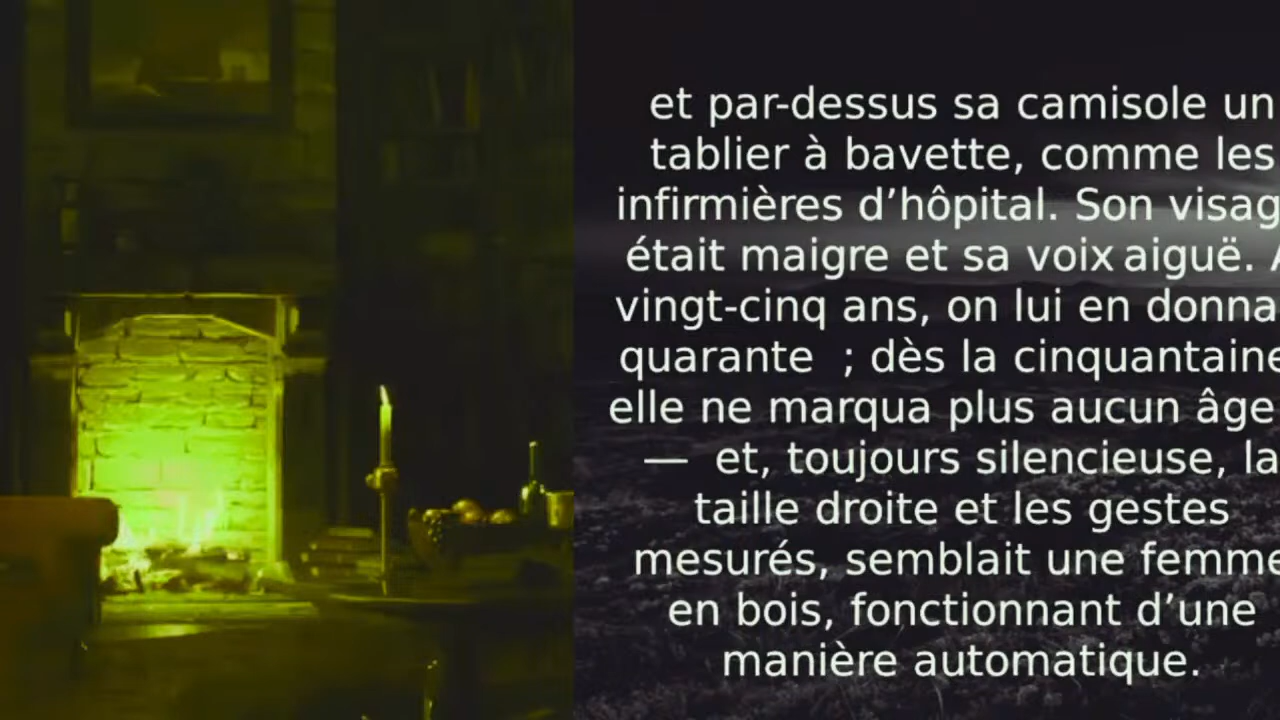 et par-dessus sa camisole un
tablier à bavette, comme les
infirmières d’hôpital. Son visag
était maigre et sa voix aiguë. A
vingt-cinq ans, on lui en donna
quarante  ; dès la cinquantaine
elle ne marqua plus aucun âge
—  et, toujours silencieuse, la
taille droite et les gestes
mesurés, semblait une femme
en bois, fonctionnant d’une
manière automatique.